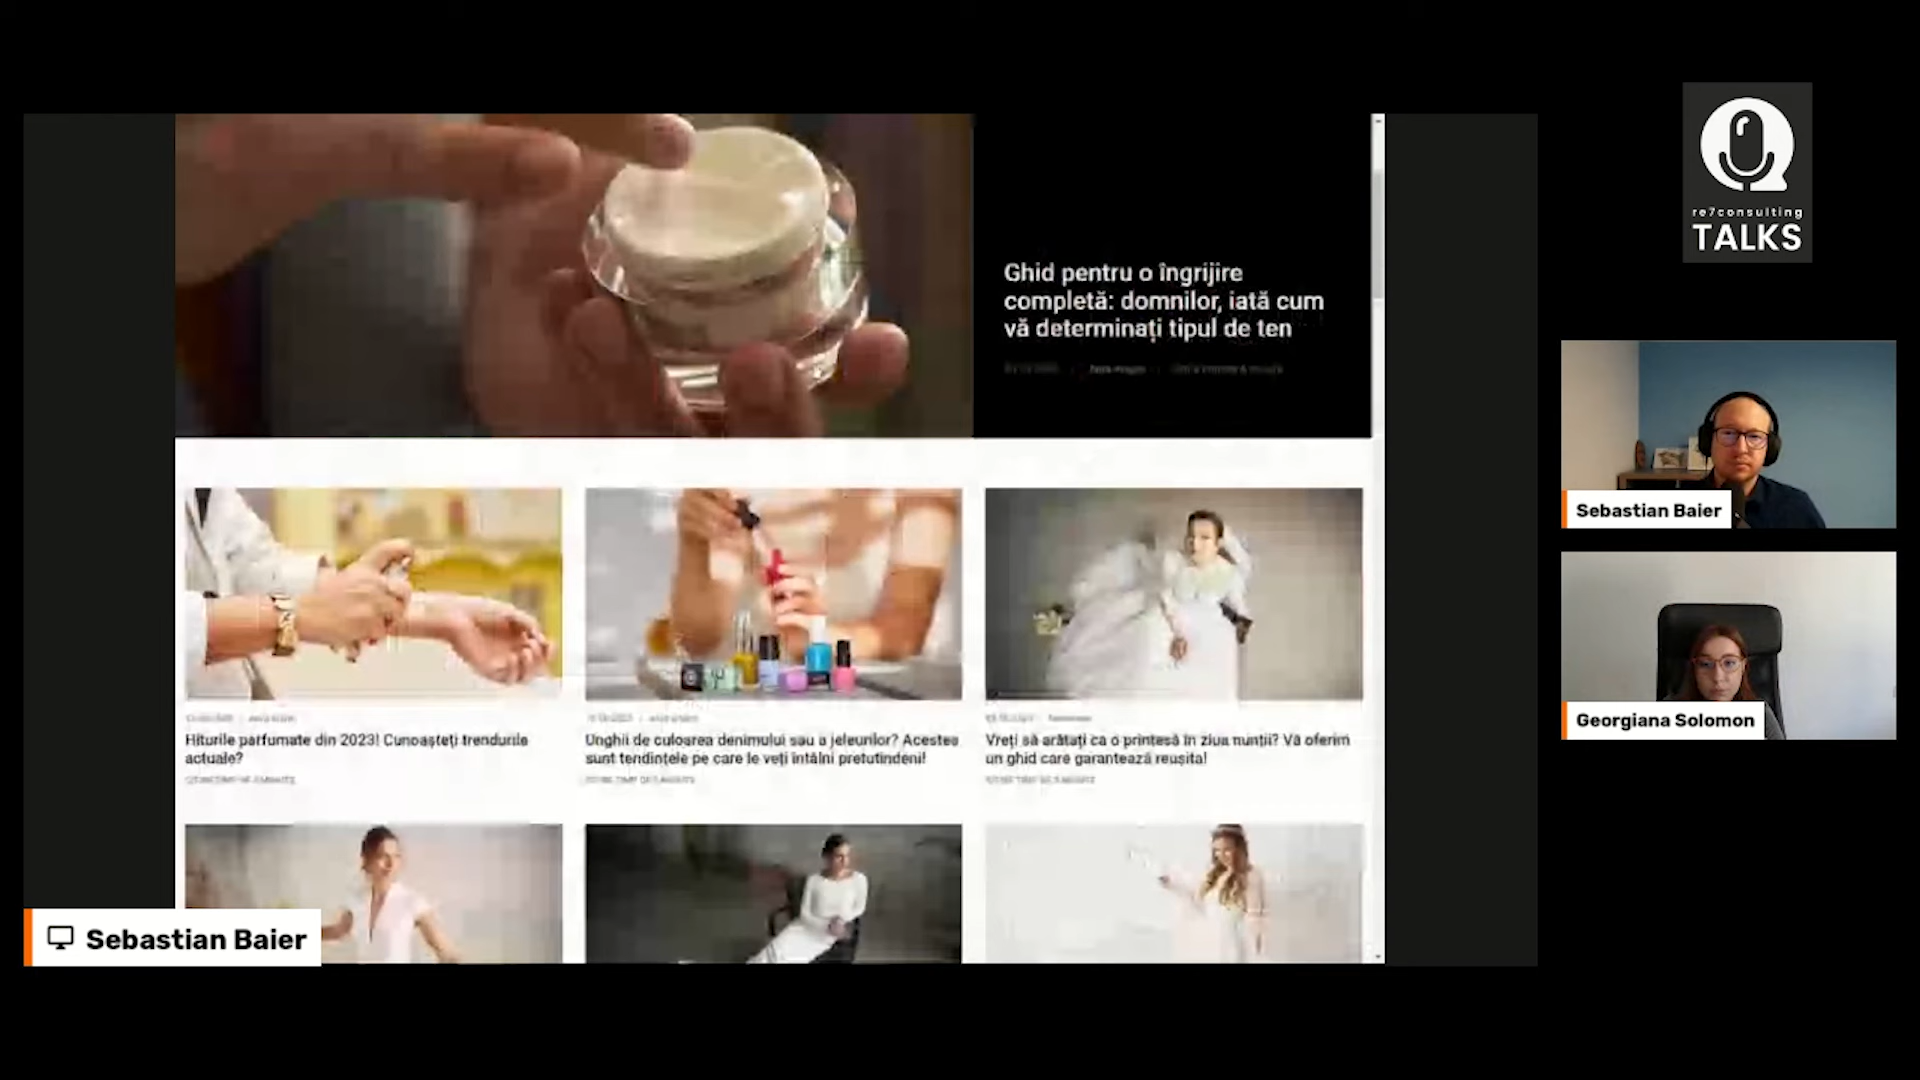 re7consulting
TALKS
Ghid pentru o îngrijire
completă: domnilor, iată cum
vă determinați tipul de ten
Hiturile parfumate din 2023! Cunoașteți trendurile
actuale?
Unghii de culoarea denimului sau a jeleurilor? Acestea
sunt tendințele pe care le veți întâlni pretutindeni!
Vreți să arătați ca o printesă în ziua nunții? Vă oferim
un ghid care garantează reușita!
Sebastian Baier
Georgiana Solomon
Sebastian Baier